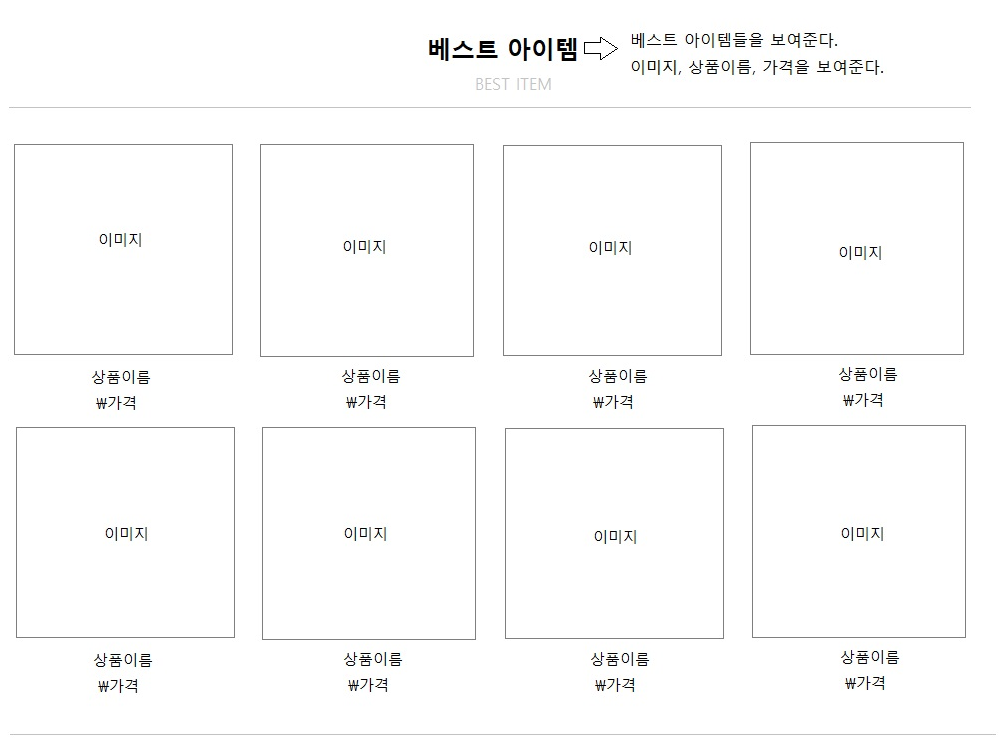 베스트 아이템
BEST ITEM
베스트 아이템들을 보여준다.
이미지, 상품이름, 가격을 보여준다.
이미지
이미지
이미지
이미지
상품이름
₩가격
상품이름
₩가격
상품이름
₩가격
상품이름
₩가격
이미지
이미지
이미지
이미지
상품이름
₩가격
상품이름
₩가격
상품이름
₩가격
상품이름
₩가격